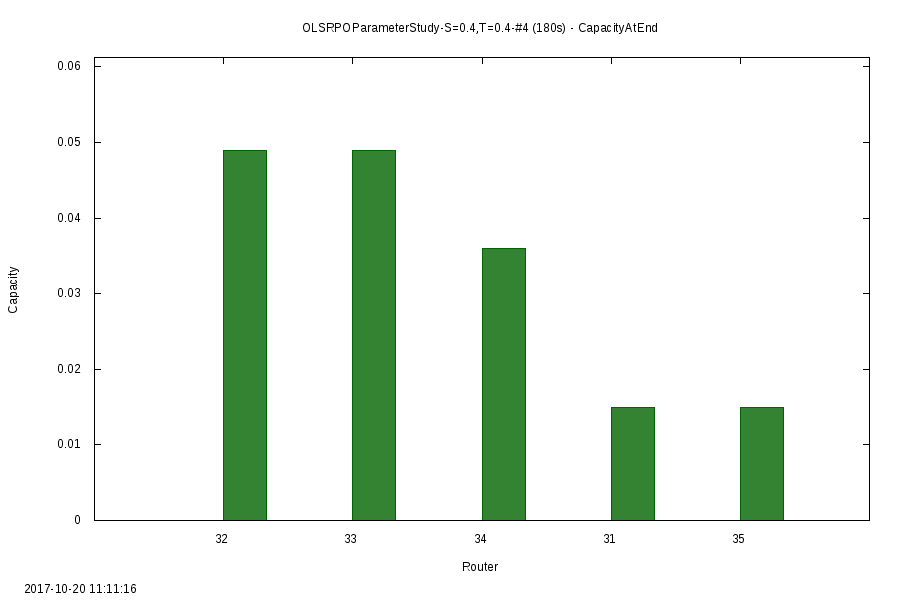 OLSRPOParameterStudy-S=0.4,T=0.4-#4 (180s) - CapacityAtEnd
0.06
0.05
0.04
0.03
0.02
0.01
0
Capacity
32 33 34 31 35
Router
2017-10-20 11:11:16